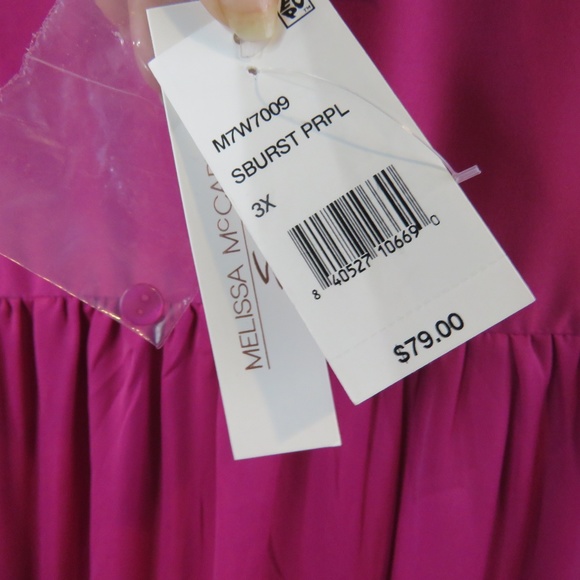 M7W7009
SBURST PRPL
3X
8 40527 10669 0
$79.00
MELISSA McCA